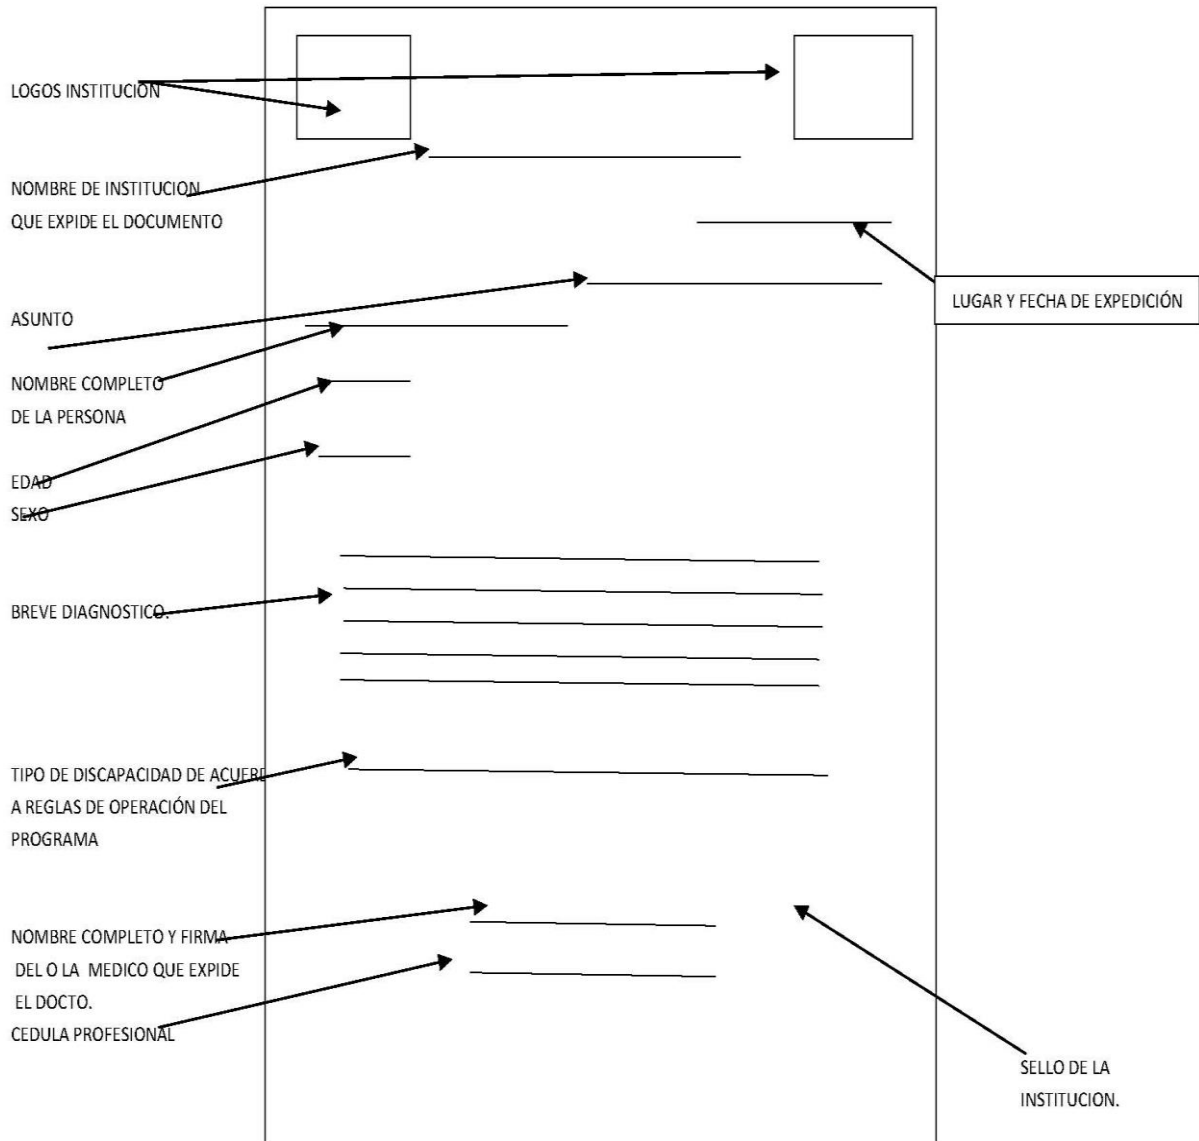 LOGOS INSTITUCION
NOMBRE DE INSTITUCION
QUE EXPIDE EL DOCUMENTO
LUGAR Y FECHA DE EXPEDICIÓN
ASUNTO
NOMBRE COMPLETO
DE LA PERSONA
EDAD
SEXO
BREVE DIAGNOSTICO.
TIPO DE DISCAPACIDAD DE ACUERD
A REGLAS DE OPERACIÓN DEL
PROGRAMA
NOMBRE COMPLETO Y FIRMA
DEL O LA MEDICO QUE EXPIDE
EL DOCTO.
CEDULA PROFESIONAL
SELLO DE LA
INSTITUCION.